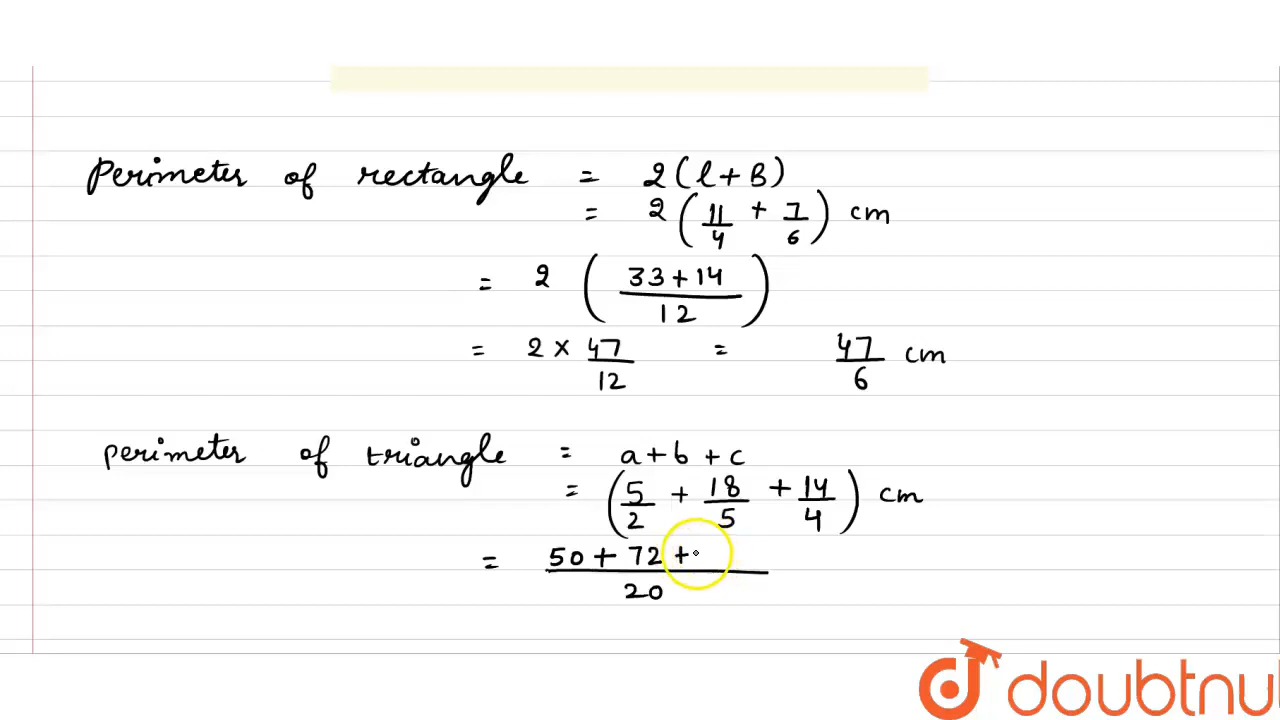 Perimeter of rectangle = 2(l+B)
= 2(11/4 + 7/6) cm
= 2 (33+14/12)
= 2 × 47/12 = 47/6 cm
perimeter of triangle = a+b+c
= (5/2 + 18/5 + 14/4) cm
= 50+72+/20
doubtnu